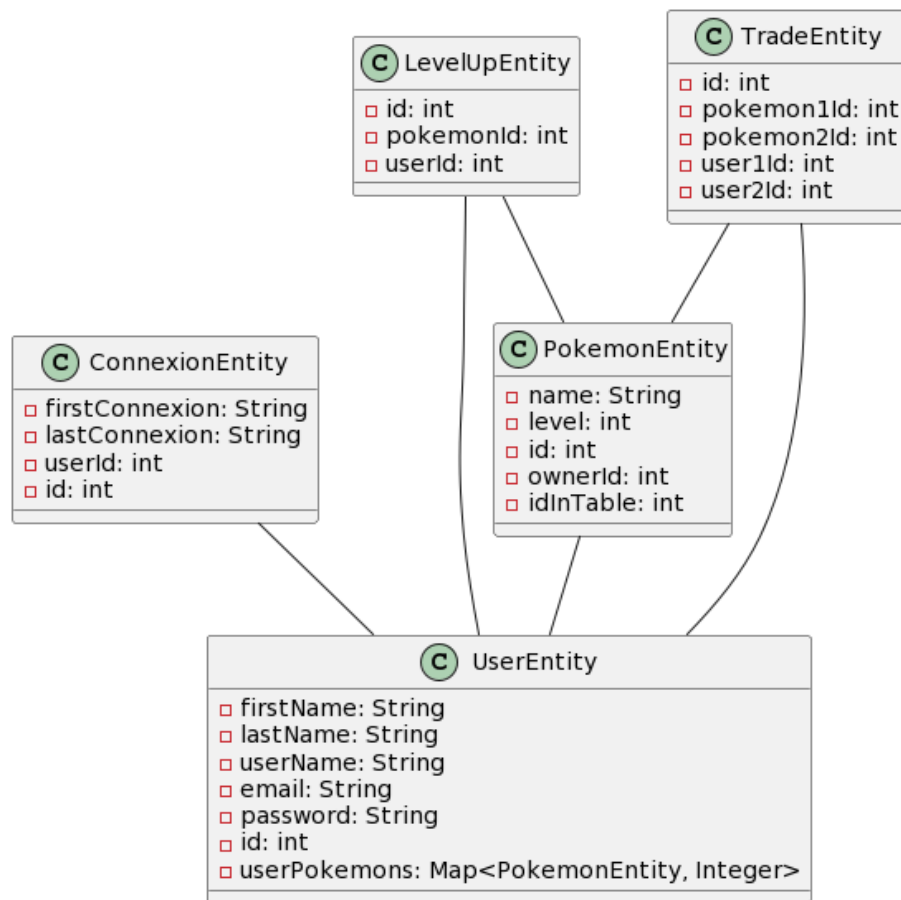 C LevelUpEntity
id: int
pokemonId: int
userId: int
C TradeEntity
id: int
pokemon1Id: int
pokemon2Id: int
user1Id: int
user2Id: int
C ConnexionEntity
firstConnexion: String
lastConnexion: String
userId: int
id: int
C PokemonEntity
name: String
level: int
id: int
ownerId: int
idInTable: int
C UserEntity
firstName: String
lastName: String
userName: String
email: String
password: String
id: int
userPokemons: Map<PokemonEntity, Integer>